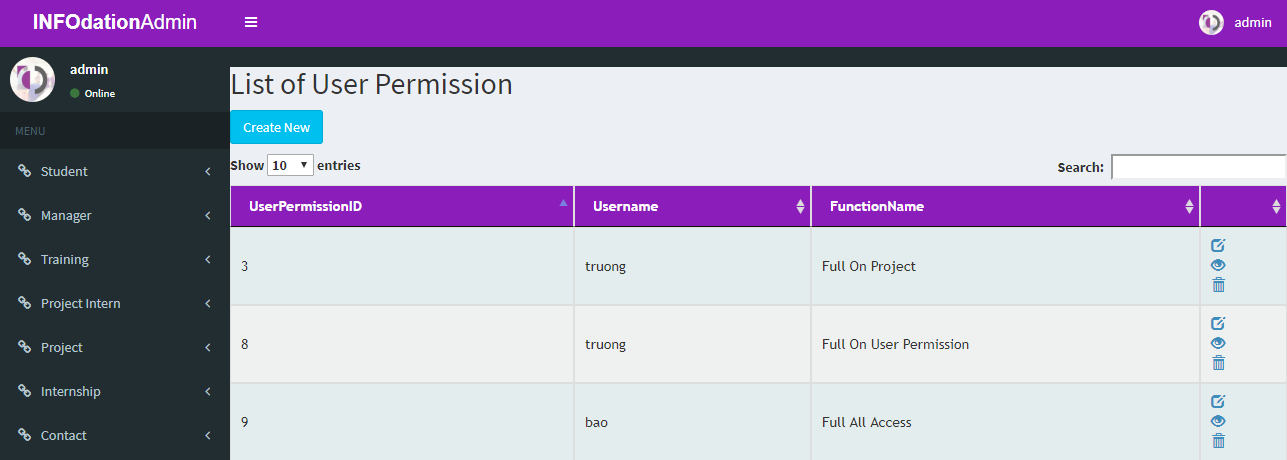 INFOdationAdmin
admin
admin
Online
MENU
Student
Manager
Training
Project Intern
Project
Internship
Contact
List of User Permission
Create New
Show 10 entries
Search:
UserPermissionID Username FunctionName
3 truong Full On Project
8 truong Full On User Permission
9 bao Full All Access